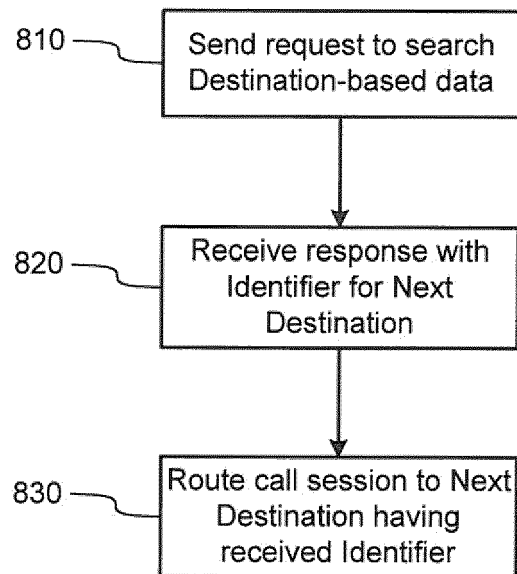 810
Send request to search
Destination-based data
820
Receive response with
Identifier for Next
Destination
830
Route call session to Next
Destination having
received Identifier